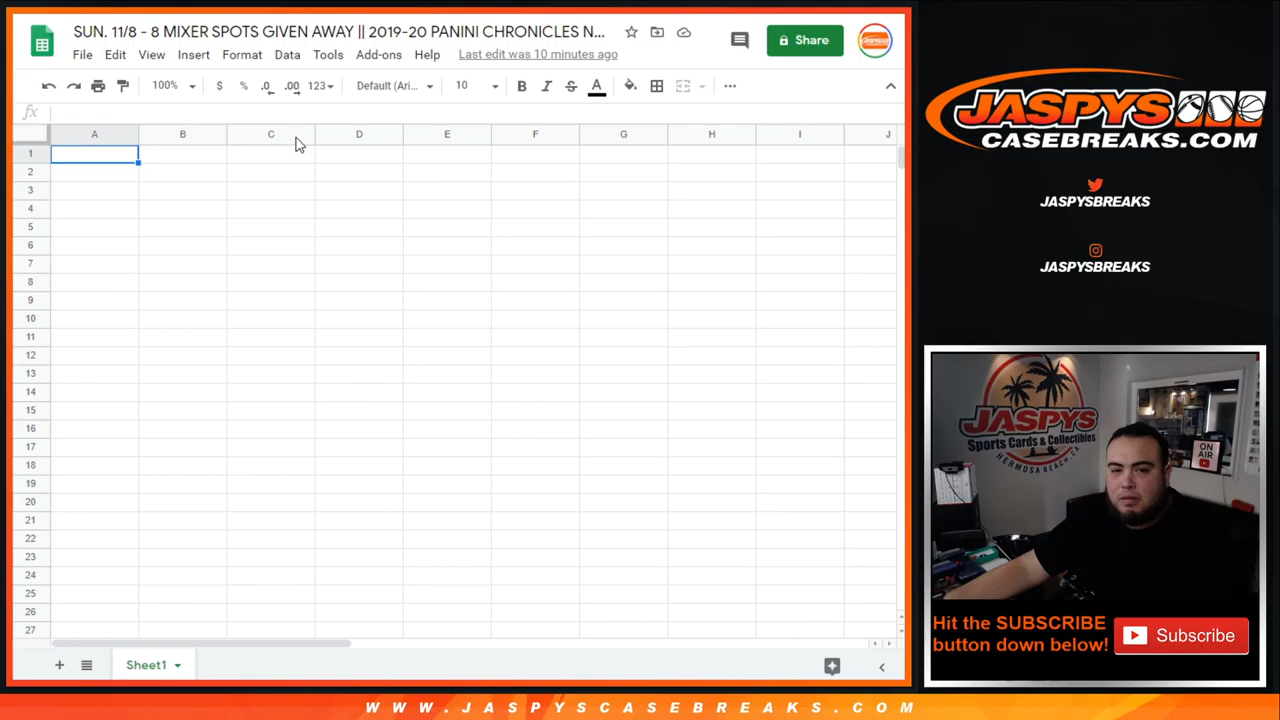 SUN. 11/8 - 8 MIXER SPOTS GIVEN AWAY || 2019-20 PANINI CHRONICLES N...
Share
File Edit View Insert Format Data Tools Add-ons Help Last edit was 10 minutes ago
100% $ % .0 .00 123 Default (Ari... 10 B I S A
fx
A B C D E F G H I J
1
2
3
4
5
6
7
8
9
10
11
12
13
14
15
16
17
18
19
20
21
22
23
24
25
26
27
Sheet1
JASPYS
CASEBREAKS.COM
JASPYSBREAKS
JASPYSBREAKS
JASPYS
Sports Cards & Collectibles
HERMOSA BEACH, CA
ON AIR
Hit the SUBSCRIBE
button down below!
Subscribe
WWW.JASPYSCASEBREAKS.COM